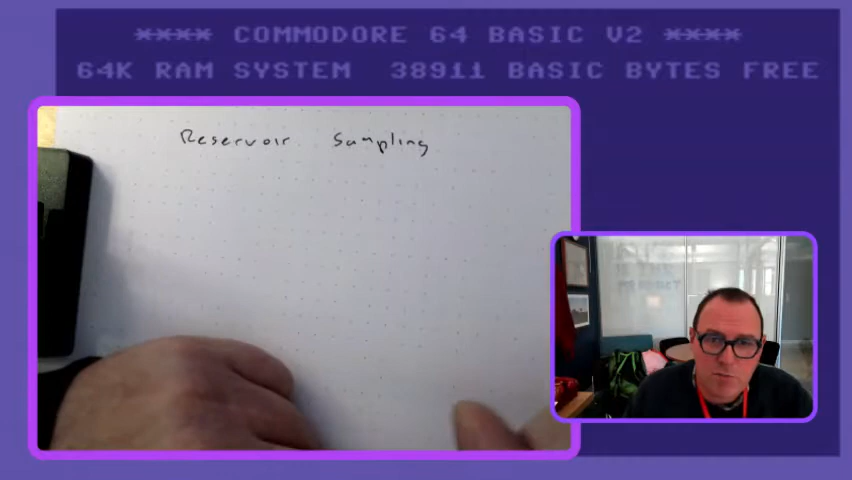 **** COMMODORE 64 BASIC V2 ****
64K RAM SYSTEM 38911 BASIC BYTES FREE
Reservoir Sampling